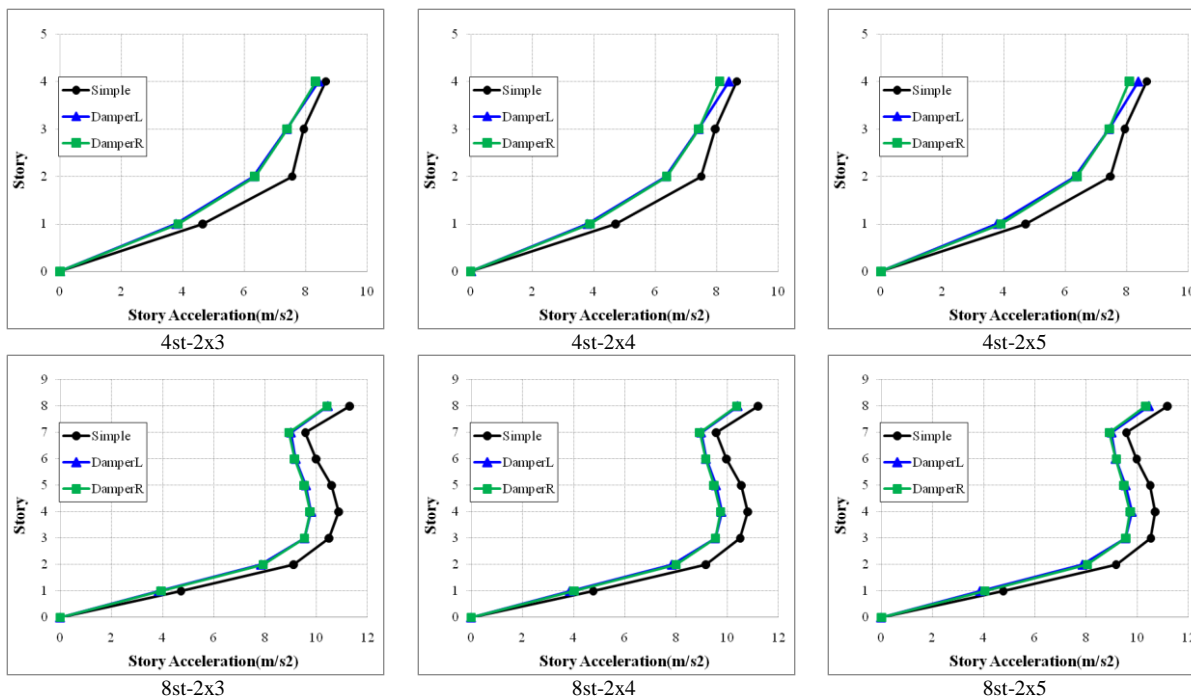 5
4
3
2
1
0
Story
Simple
DamperL
DamperR
0 2 4 6 8 10
Story Acceleration(m/s2)
4st-2x3
5
4
3
2
1
0
Story
Simple
DamperL
DamperR
0 2 4 6 8 10
Story Acceleration(m/s2)
4st-2x4
5
4
3
2
1
0
Story
Simple
DamperL
DamperR
0 2 4 6 8 10
Story Acceleration(m/s2)
4st-2x5
9
8
7
6
5
4
3
2
1
0
Story
Simple
DamperL
DamperR
0 2 4 6 8 10 12
Story Acceleration(m/s2)
8st-2x3
9
8
7
6
5
4
3
2
1
0
Story
Simple
DamperL
DamperR
0 2 4 6 8 10 12
Story Acceleration(m/s2)
8st-2x4
9
8
7
6
5
4
3
2
1
0
Story
Simple
DamperL
DamperR
0 2 4 6 8 10 12
Story Acceleration(m/s2)
8st-2x5